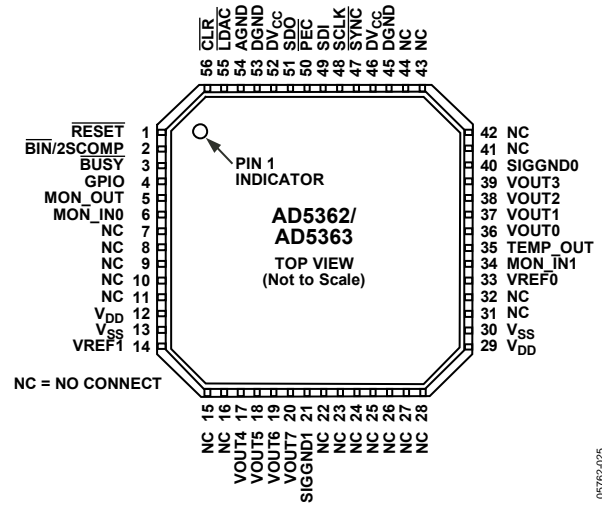 56 CLR
55 LDAC
54 AGND
53 DGND
52 DVCC
51 SDO
50 PEC
49 SDI
48 SCLK
47 SYNC
46 DVCC
45 DGND
44 NC
43 NC
RESET 1
BIN/2SCOMP 2
BUSY 3
GPIO 4
MON_OUT 5
MON_IN0 6
NC 7
NC 8
NC 9
NC 10
NC 11
VDD 12
VSS 13
VREF1 14
PIN 1
INDICATOR
AD5362/
AD5363
TOP VIEW
(Not to Scale)
42 NC
41 NC
40 SIGGND0
39 VOUT3
38 VOUT2
37 VOUT1
36 VOUT0
35 TEMP_OUT
34 MON_IN1
33 VREF0
32 NC
31 NC
30 VSS
29 VDD
NC = NO CONNECT
NC 15
NC 16
VOUT4 17
VOUT5 18
VOUT6 19
VOUT7 20
SIGGND1 21
NC 22
NC 23
NC 24
NC 25
NC 26
NC 27
NC 28
05762-025